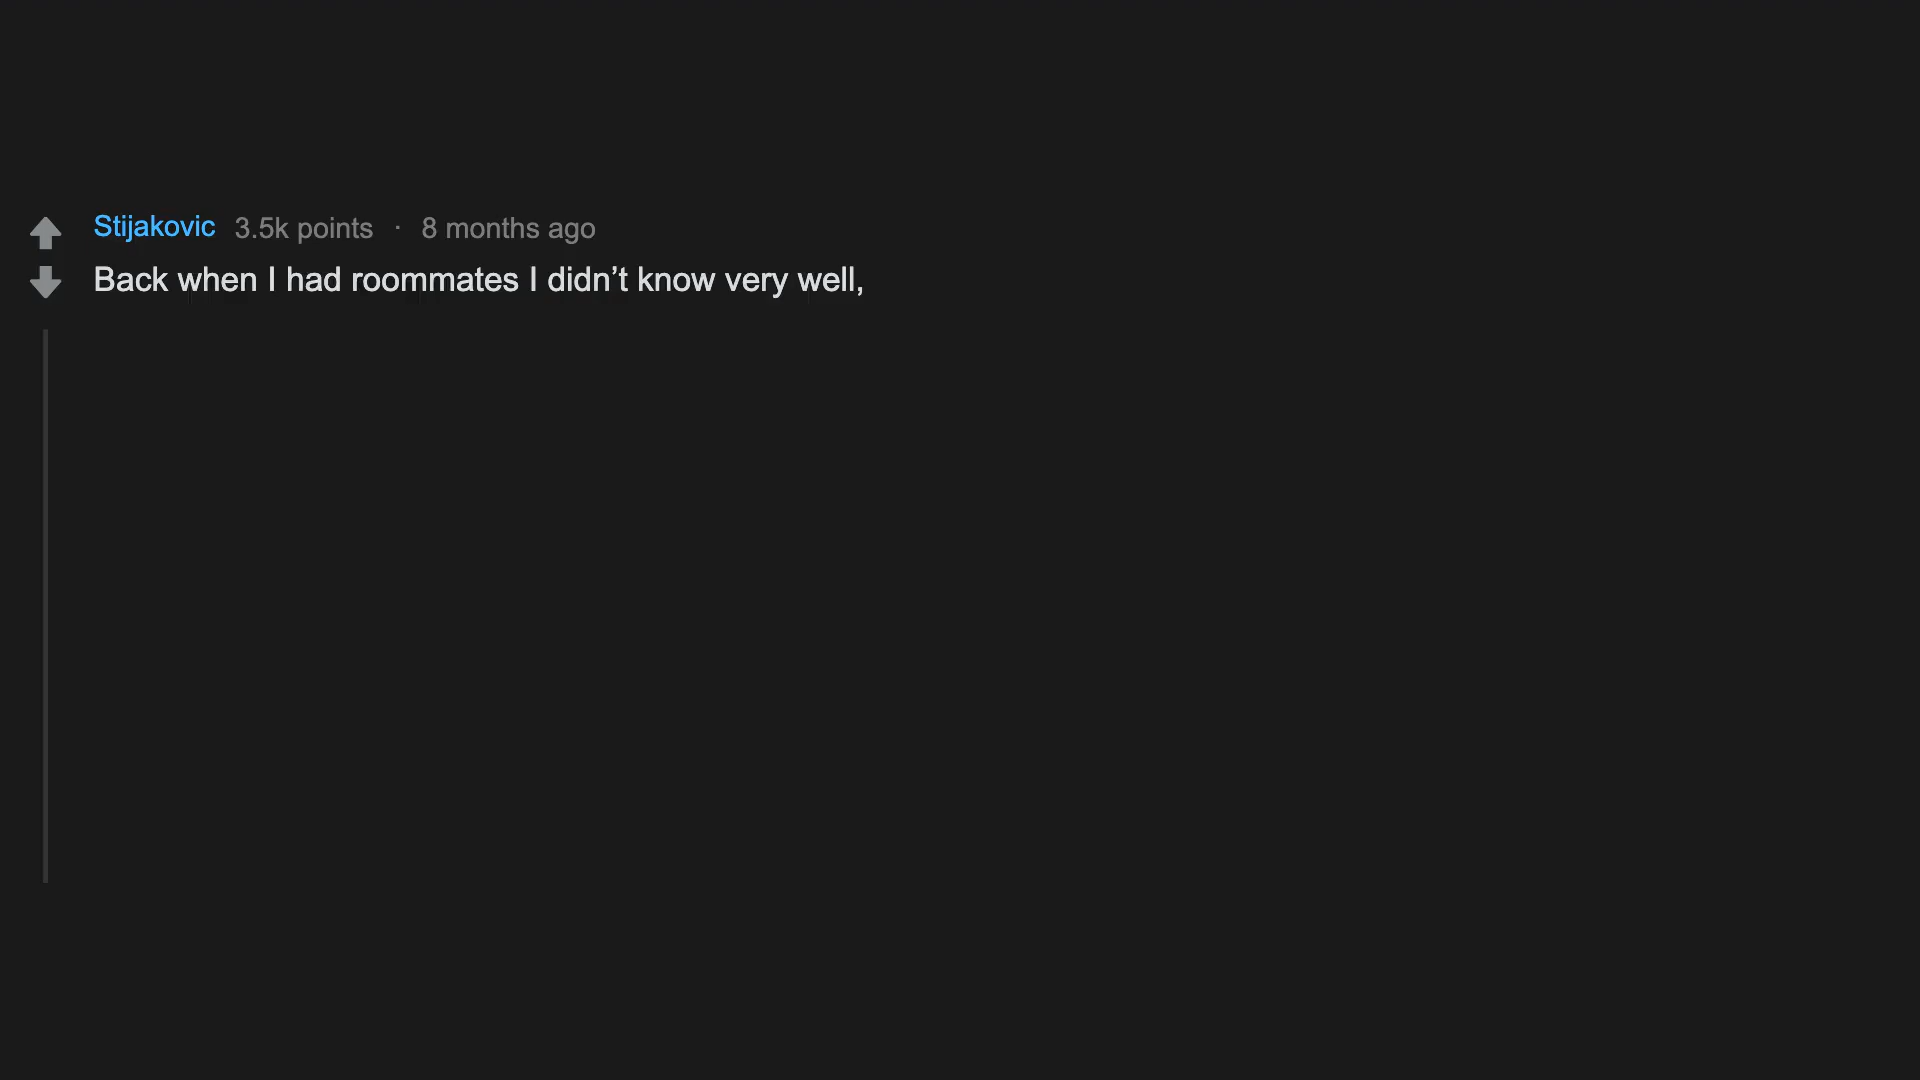 Stijakovic 3.5k points · 8 months ago
Back when I had roommates I didn’t know very well,